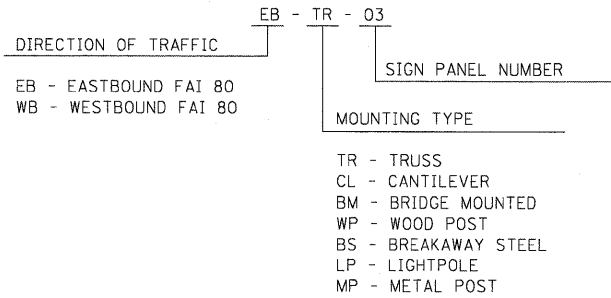 EB - TR - 03
DIRECTION OF TRAFFIC
EB - EASTBOUND FAI 80
WB - WESTBOUND FAI 80
SIGN PANEL NUMBER
MOUNTING TYPE
TR - TRUSS
CL - CANTILEVER
BM - BRIDGE MOUNTED
WP - WOOD POST
BS - BREAKAWAY STEEL
LP - LIGHTPOLE
MP - METAL POST